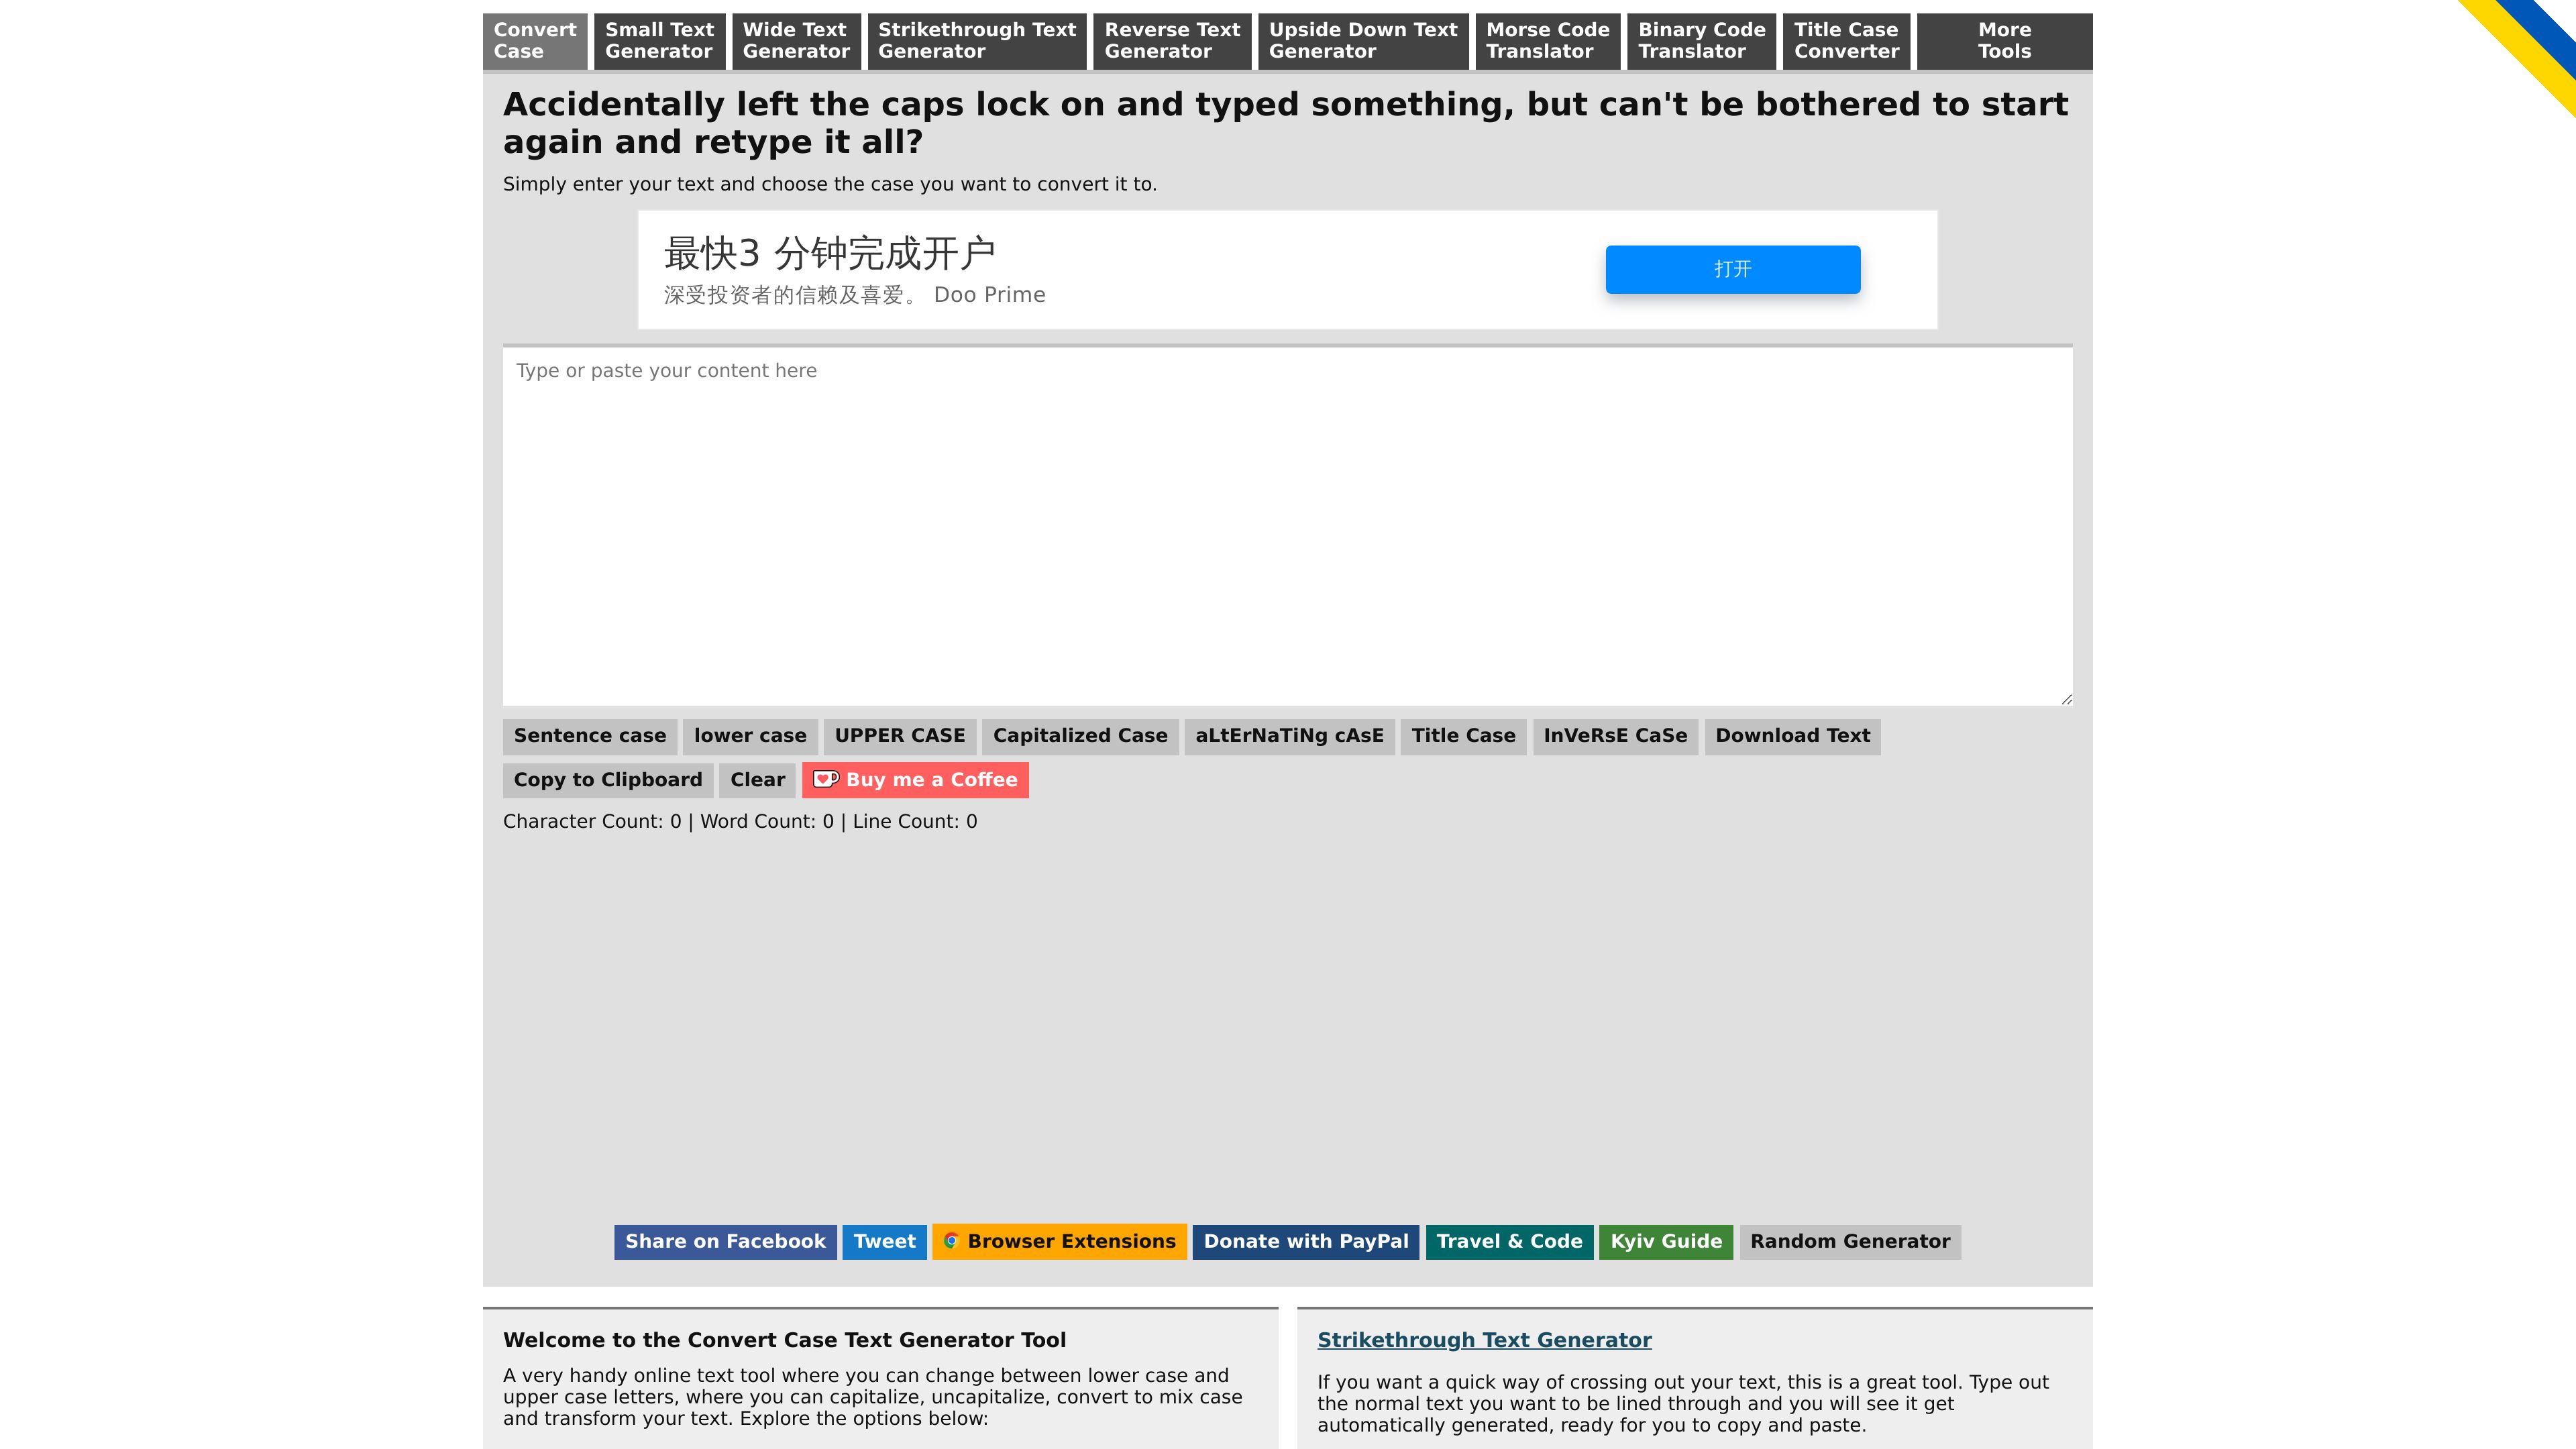 Convert Case
Small Text Generator
Wide Text Generator
Strikethrough Text Generator
Reverse Text Generator
Upside Down Text Generator
Morse Code Translator
Binary Code Translator
Title Case Converter
More Tools
Accidentally left the caps lock on and typed something, but can't be bothered to start
again and retype it all?
Simply enter your text and choose the case you want to convert it to.
最快3 分钟完成开户
深受投资者的信赖及喜爱。 Doo Prime
打开
Type or paste your content here
Sentence case
lower case
UPPER CASE
Capitalized Case
aLtErNaTiNg cAsE
Title Case
InVeRsE CaSe
Download Text
Copy to Clipboard
Clear
Buy me a Coffee
Character Count: 0 | Word Count: 0 | Line Count: 0
Share on Facebook
Tweet
Browser Extensions
Donate with PayPal
Travel & Code
Kyiv Guide
Random Generator
Welcome to the Convert Case Text Generator Tool
A very handy online text tool where you can change between lower case and
upper case letters, where you can capitalize, uncapitalize, convert to mix case
and transform your text. Explore the options below:
Strikethrough Text Generator
If you want a quick way of crossing out your text, this is a great tool. Type out
the normal text you want to be lined through and you will see it get
automatically generated, ready for you to copy and paste.